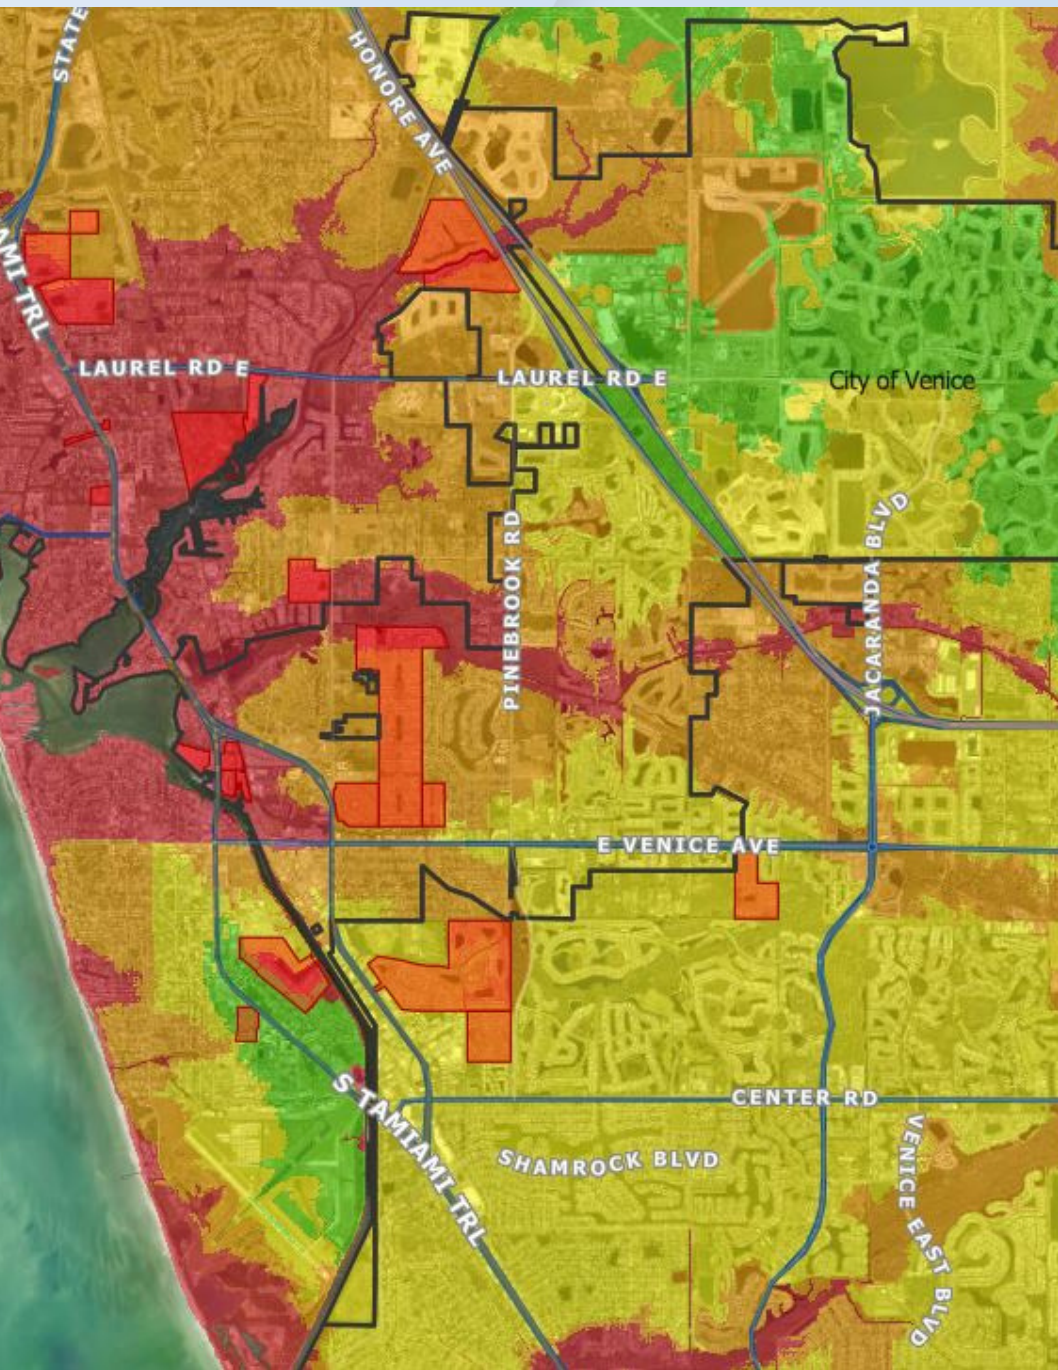 STATE
HONORE AVE
AMI TRL
LAUREL RD E
LAUREL RD E
City of Venice
JACARANDA BLVD
PINEBROOK RD
E VENICE AVE
S TAMIAMI TRL
CENTER RD
SHAMROCK BLVD
VENICE EAST BLVD